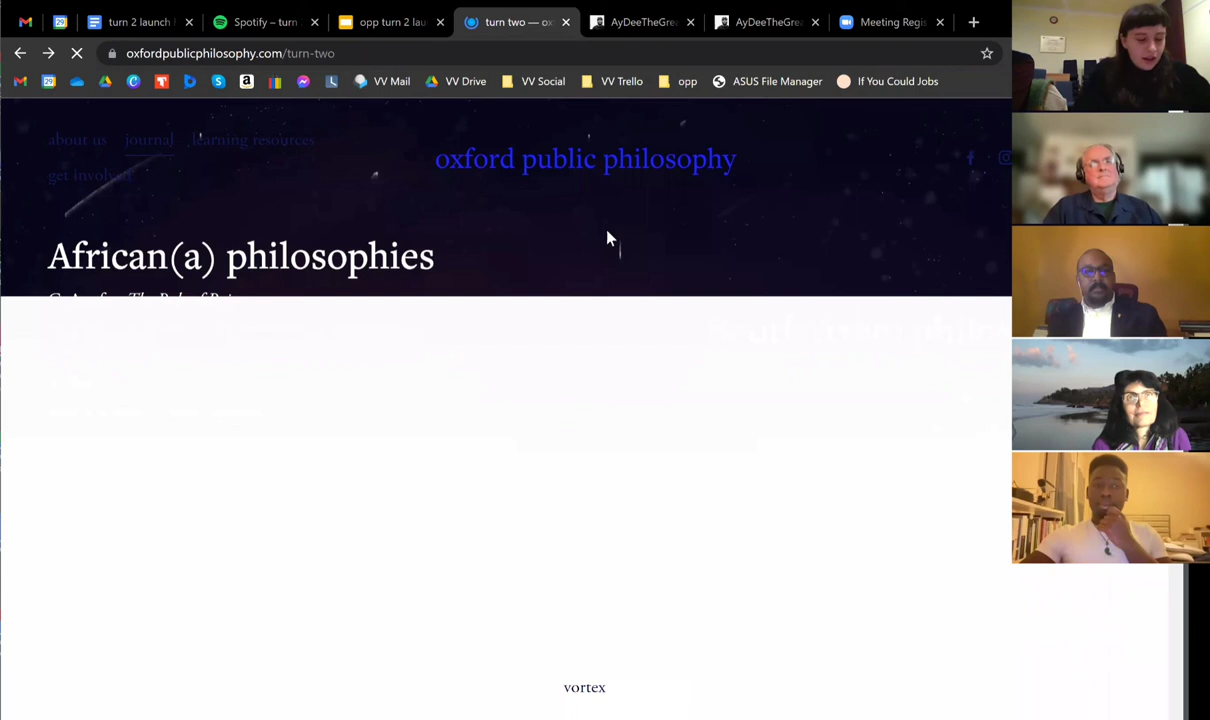 turn 2 launch
Spotify – turn
opp turn 2 lau
turn two — ox
AyDeeTheGre
AyDeeTheGre
Meeting Regis
oxfordpublicphilosophy.com/turn-two
VV Mail
VV Drive
VV Social
VV Trello
opp
ASUS File Manager
If You Could Jobs
about us journal learning resources
get involved
oxford public philosophy
African(a) philosophies
vortex